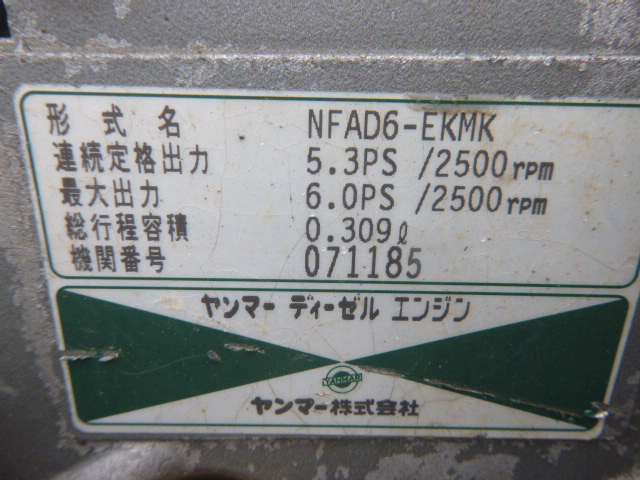 形式名 NFAD6-EKMK
連続定格出力 5.3PS /2500rpm
最大出力 6.0PS /2500rpm
総行程容積 0.309ℓ
機関番号 071185
ヤンマー ディーゼル エンジン
YANMAR
ヤンマー株式会社